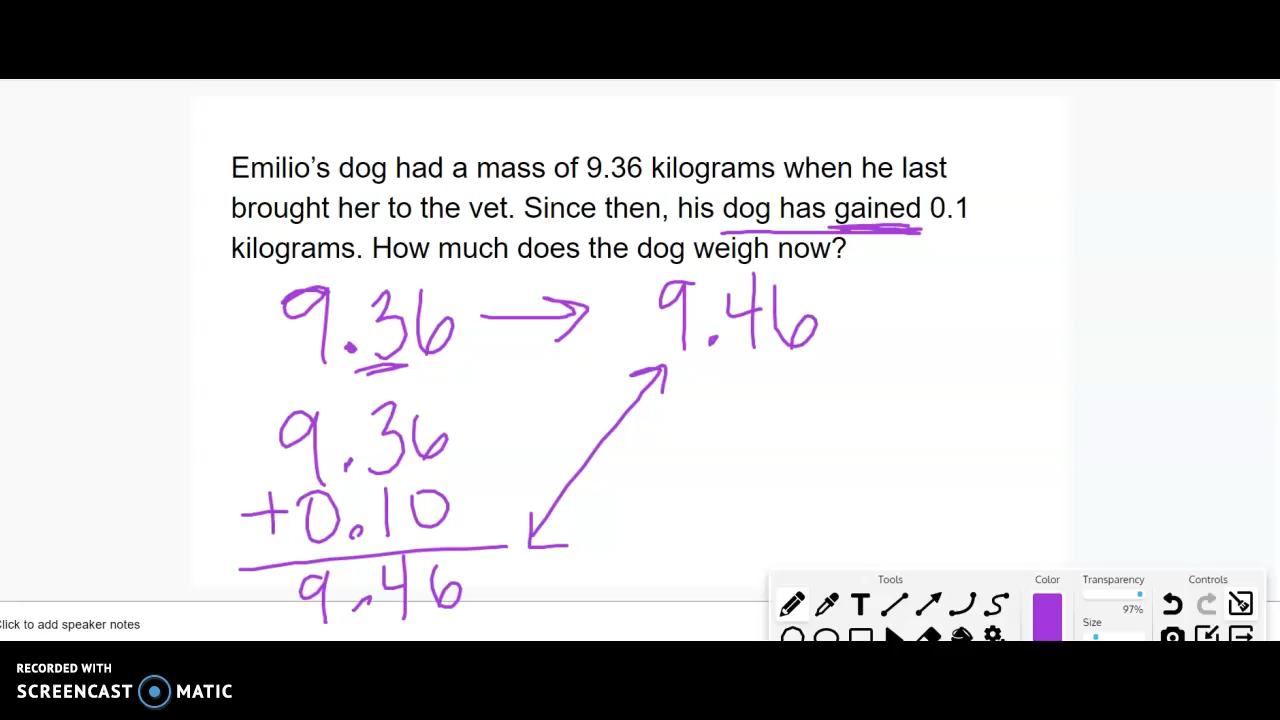 Emilio’s dog had a mass of 9.36 kilograms when he last
brought her to the vet. Since then, his dog has gained 0.1
kilograms. How much does the dog weigh now?
9.36 → 9.46
9.36
+0.10
9.46
Tools
Color
Transparency
Controls
97%
T
Size
lick to add speaker notes
RECORDED WITH
SCREENCAST MATIC